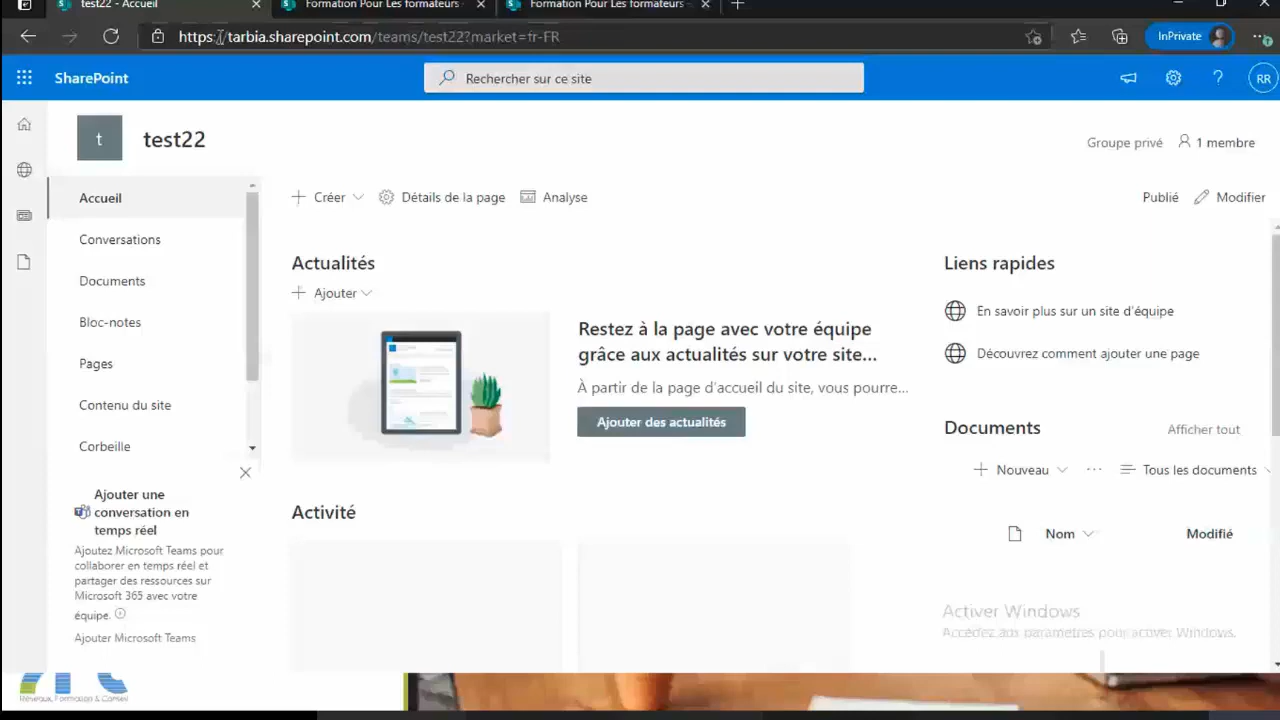 test22 - Accueil
Formation Pour Les formateurs -
Formation Pour Les formateurs -
https://tarbia.sharepoint.com/teams/test22?market=fr-FR
InPrivate
SharePoint
Rechercher sur ce site
RR
t
test22
Groupe privé
1 membre
Accueil
Conversations
Documents
Bloc-notes
Pages
Contenu du site
Corbeille
Ajouter une
conversation en
temps réel
Ajoutez Microsoft Teams pour
collaborer en temps réel et
partager des ressources sur
Microsoft 365 avec votre
équipe.
Ajouter Microsoft Teams
Créer
Détails de la page
Analyse
Publié
Modifier
Actualités
Ajouter
Restez à la page avec votre équipe
grâce aux actualités sur votre site...
À partir de la page d'accueil du site, vous pourre...
Ajouter des actualités
Activité
Liens rapides
En savoir plus sur un site d'équipe
Découvrez comment ajouter une page
Documents
Afficher tout
Nouveau
Tous les documents
Nom
Modifié
Activer Windows
Accédez aux paramètres pour activer Windows.
Réseaux, Formation & Conseil